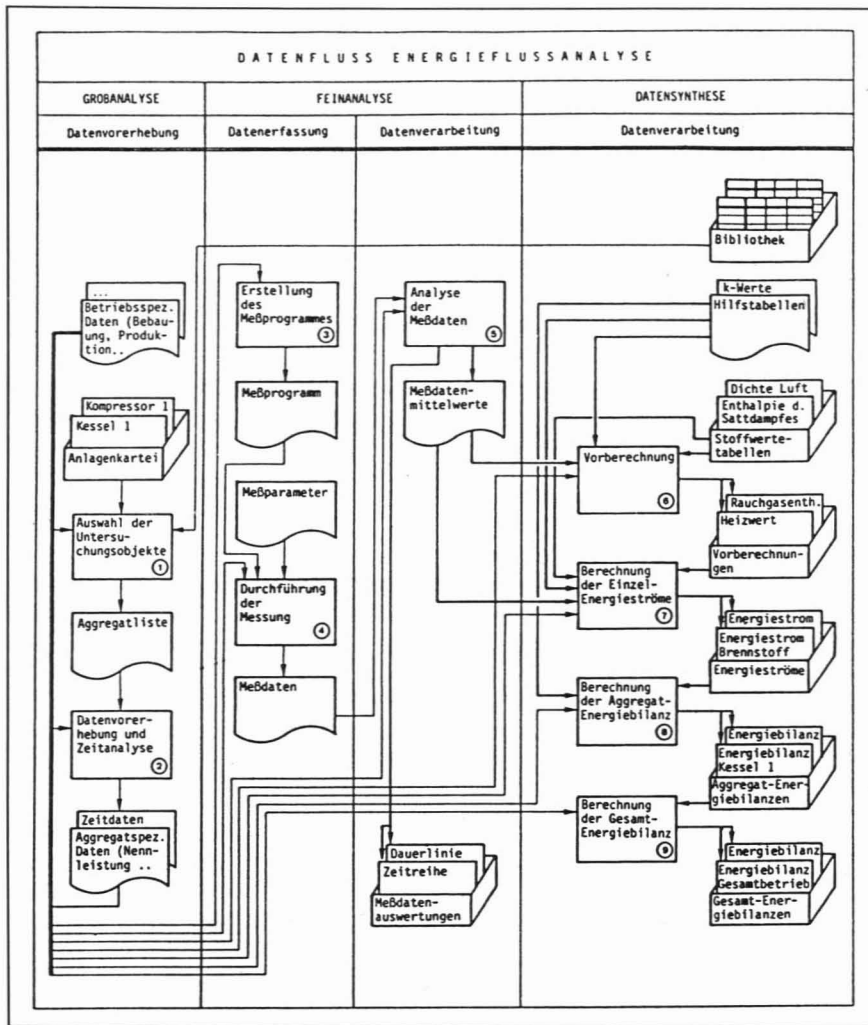 DATENFLUSS ENERGIEFLUSSANALYSE
GROBANALYSE
FEINANALYSE
DATENSYNTHESE
Datenvorerhebung
Datenerfassung
Datenverarbeitung
Datenverarbeitung
...
Betriebsspez.
Daten (Bebau-
ung, Produk-
tion..
Kompressor 1
Kessel 1
Anlagenkartei
Auswahl der
Untersu-
chungsobjekte
1
Aggregatliste
Datenvorer-
hebung und
Zeitanalyse
2
Zeitdaten
Aggregatspez.
Daten (Nenn-
leistung ..
Erstellung
des
Meßprogrammes
3
Meßprogramm
Meßparameter
Durchführung
der
Messung
4
Meßdaten
Analyse
der
Meßdaten
5
Meßdaten-
mittelwerte
Dauerlinie
Zeitreihe
Meßdaten-
auswertungen
Bibliothek
k-Werte
Hilfstabellen
Dichte Luft
Enthalpie d.
Sattdampfes
Stoffwerte-
tabellen
Vorberechnung
6
Rauchgasenth.
Heizwert
Vorberechnun-
gen
Berechnung
der Einzel-
Energieströme
7
Energiestrom
Energiestrom
Brennstoff
Energieströme
Berechnung
der Aggregat-
Energiebilanz
8
Energiebilanz
Energiebilanz
Kessel 1
Aggregat-Ener-
giebilanzen
Berechnung
der Gesamt-
Energiebilanz
9
Energiebilanz
Energiebilanz
Gesamtbetrieb
Gesamt-Ener-
giebilanzen